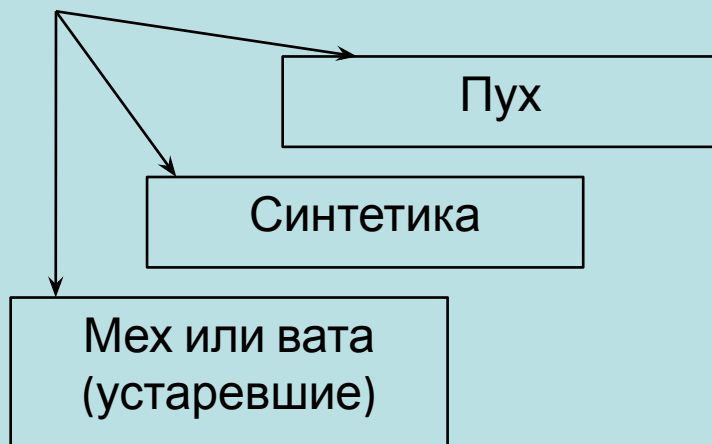 Пух
Синтетика
Мех или вата
(устаревшие)